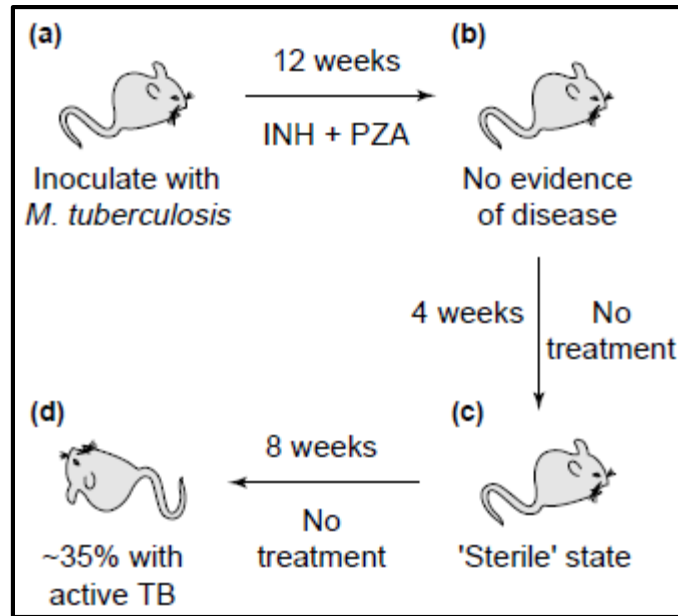 (a)
12 weeks
INH + PZA
(b)
Inoculate with
M. tuberculosis
No evidence
of disease
4 weeks
No
treatment
(c)
'Sterile' state
8 weeks
No
treatment
(d)
~35% with
active TB